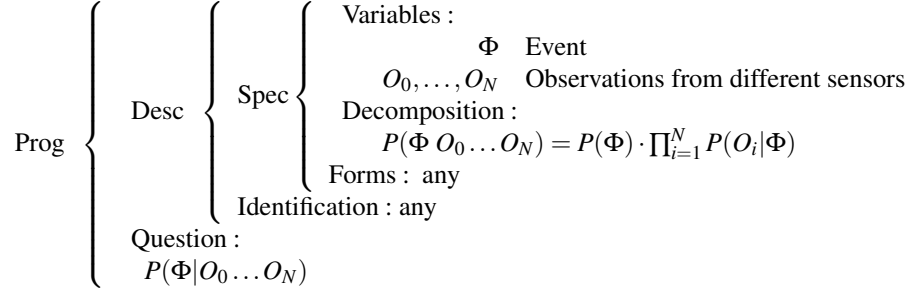 Variables :
Φ Event
O_0,...,O_N Observations from different sensors
Spec
Desc
Decomposition :
Prog
P(Φ O_0...O_N) = P(Φ)·∏_{i=1}^{N} P(O_i|Φ)
Forms : any
Identification : any
Question :
P(Φ|O_0...O_N)